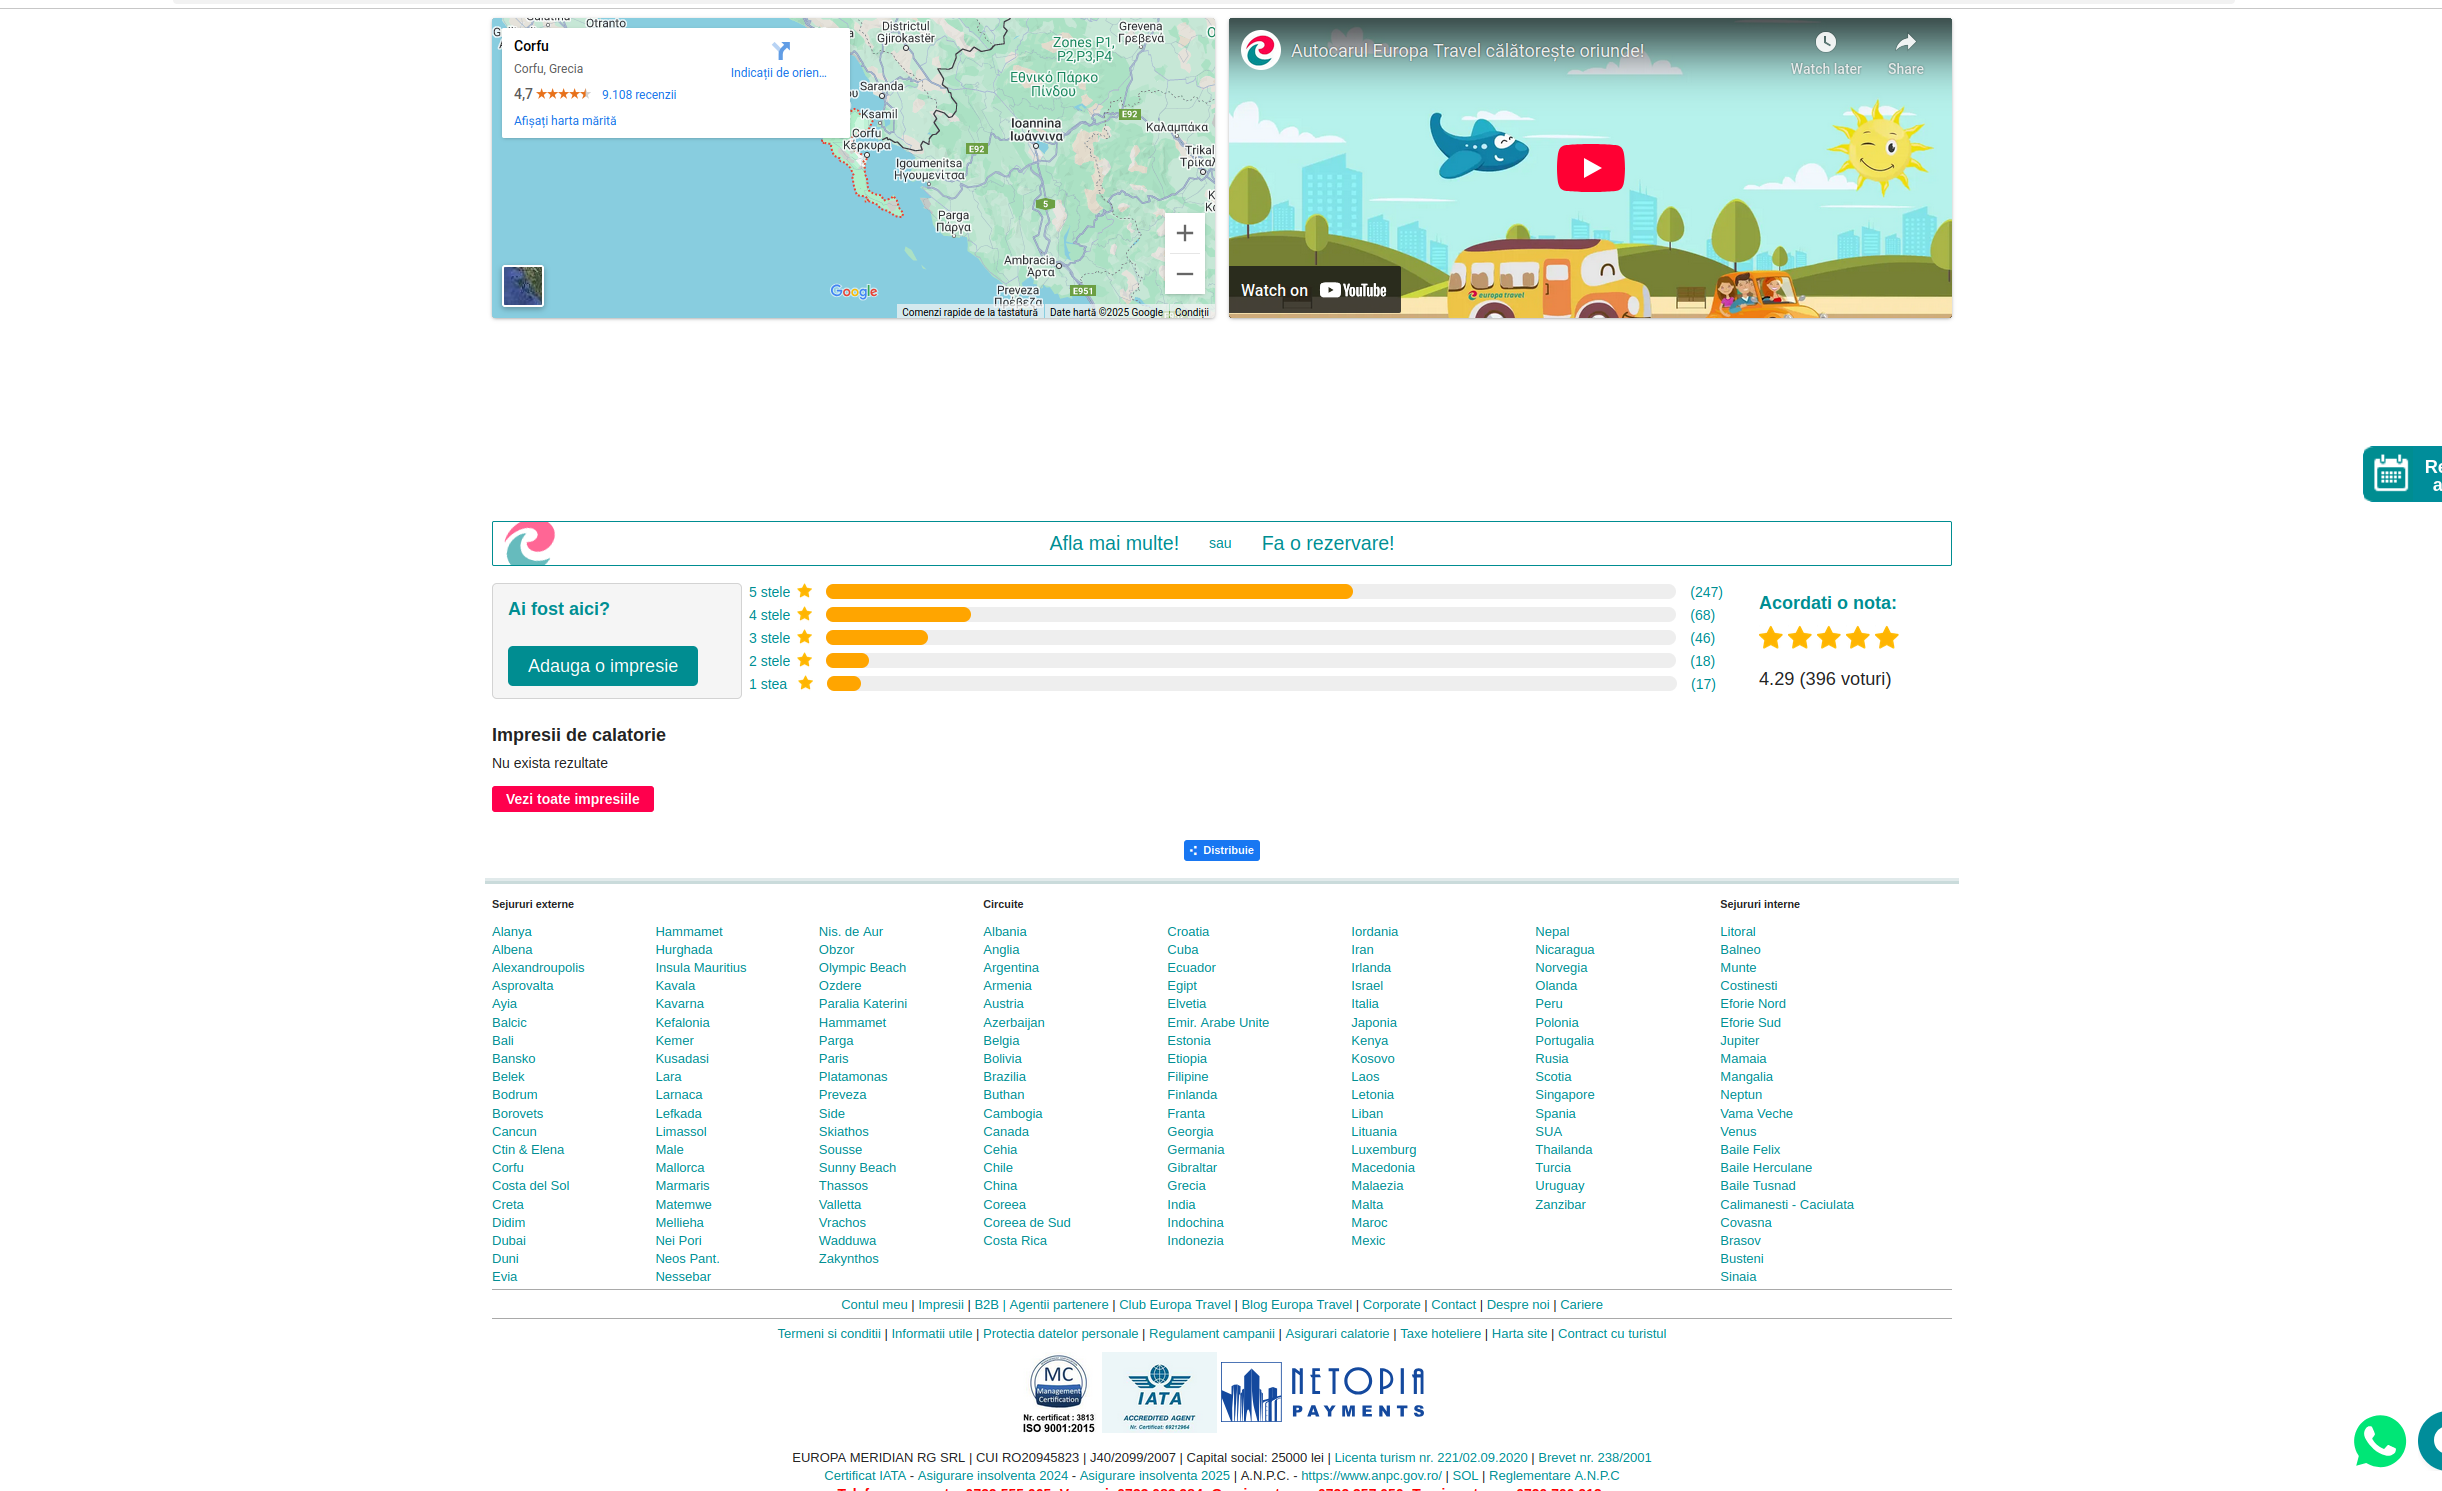 Corfu
Corfu, Grecia
4,7 9.108 recenzii
Afișați harta mărită
Indicații de orien...
Otranto
Districtul
Gjirokastër
Grevena
Γρεβενά
Zones P1,
P2,P3,P4
Εθνικό Πάρκο
Πίνδου
Saranda
Ksamil
Corfu
Κέρκυρα
Ioannina
Ιωάννινα
E92
Καλαμπάκα
E92
Igoumenitsa
Ηγουμενίτσα
Parga
Πάργα
5
Ambracia
Άρτα
Preveza
Πρέβεζα
E951
Google
Comenzi rapide de la tastatură
Date hartă ©2025 Google
Condiții
Autocarul Europa Travel călătorește oriunde!
Watch later
Share
europa travel
Watch on YouTube
Afla mai multe! sau Fa o rezervare!
Ai fost aici?
Adauga o impresie
5 stele (247)
4 stele (68)
3 stele (46)
2 stele (18)
1 stea (17)
Acordati o nota:
4.29 (396 voturi)
Impresii de calatorie
Nu exista rezultate
Vezi toate impresiile
Distribuie
Sejururi externe
Alanya
Albena
Alexandroupolis
Asprovalta
Ayia
Balcic
Bali
Bansko
Belek
Bodrum
Borovets
Cancun
Ctin & Elena
Corfu
Costa del Sol
Creta
Didim
Dubai
Duni
Evia
Hammamet
Hurghada
Insula Mauritius
Kavala
Kavarna
Kefalonia
Kemer
Kusadasi
Lara
Larnaca
Lefkada
Limassol
Male
Mallorca
Marmaris
Matemwe
Mellieha
Nei Pori
Neos Pant.
Nessebar
Nis. de Aur
Obzor
Olympic Beach
Ozdere
Paralia Katerini
Hammamet
Parga
Paris
Platamonas
Preveza
Side
Skiathos
Sousse
Sunny Beach
Thassos
Valletta
Vrachos
Wadduwa
Zakynthos
Circuite
Albania
Anglia
Argentina
Armenia
Austria
Azerbaijan
Belgia
Bolivia
Brazilia
Buthan
Cambogia
Canada
Cehia
Chile
China
Coreea
Coreea de Sud
Costa Rica
Croatia
Cuba
Ecuador
Egipt
Elvetia
Emir. Arabe Unite
Estonia
Etiopia
Filipine
Finlanda
Franta
Georgia
Germania
Gibraltar
Grecia
India
Indochina
Indonezia
Iordania
Iran
Irlanda
Israel
Italia
Japonia
Kenya
Kosovo
Laos
Letonia
Liban
Lituania
Luxemburg
Macedonia
Malaezia
Malta
Maroc
Mexic
Nepal
Nicaragua
Norvegia
Olanda
Peru
Polonia
Portugalia
Rusia
Scotia
Singapore
Spania
SUA
Thailanda
Turcia
Uruguay
Zanzibar
Sejururi interne
Litoral
Balneo
Munte
Costinesti
Eforie Nord
Eforie Sud
Jupiter
Mamaia
Mangalia
Neptun
Vama Veche
Venus
Baile Felix
Baile Herculane
Baile Tusnad
Calimanesti - Caciulata
Covasna
Brasov
Busteni
Sinaia
Contul meu | Impresii | B2B | Agentii partenere | Club Europa Travel | Blog Europa Travel | Corporate | Contact | Despre noi | Cariere
Termeni si conditii | Informatii utile | Protectia datelor personale | Regulament campanii | Asigurari calatorie | Taxe hoteliere | Harta site | Contract cu turistul
MC
Management
Certification
Nr. certificat : 3813
ISO 9001:2015
IATA
ACCREDITED AGENT
Nr. Certificat: 69212964
NETOPIA
PAYMENTS
EUROPA MERIDIAN RG SRL | CUI RO20945823 | J40/2099/2007 | Capital social: 25000 lei | Licenta turism nr. 221/02.09.2020 | Brevet nr. 238/2001
Certificat IATA - Asigurare insolventa 2024 - Asigurare insolventa 2025 | A.N.P.C. - https://www.anpc.gov.ro/ | SOL | Reglementare A.N.P.C